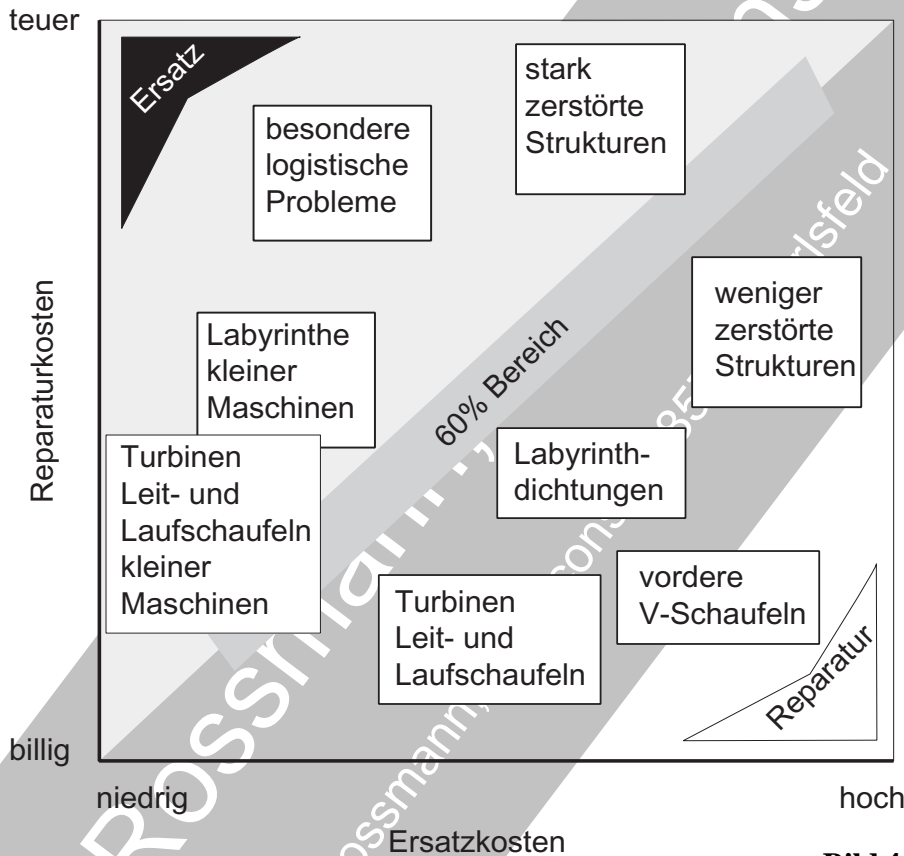 teuer
Ersatz
besondere
logistische
Probleme
stark
zerstörte
Strukturen
weniger
zerstörte
Strukturen
Labyrinthe
kleiner
Maschinen
60% Bereich
Reparaturkosten
Turbinen
Leit- und
Laufschaufeln
kleiner
Maschinen
Labyrinth-
dichtungen
Turbinen
Leit- und
Laufschaufeln
vordere
V-Schaufeln
Reparatur
billig
niedrig
hoch
Ersatzkosten